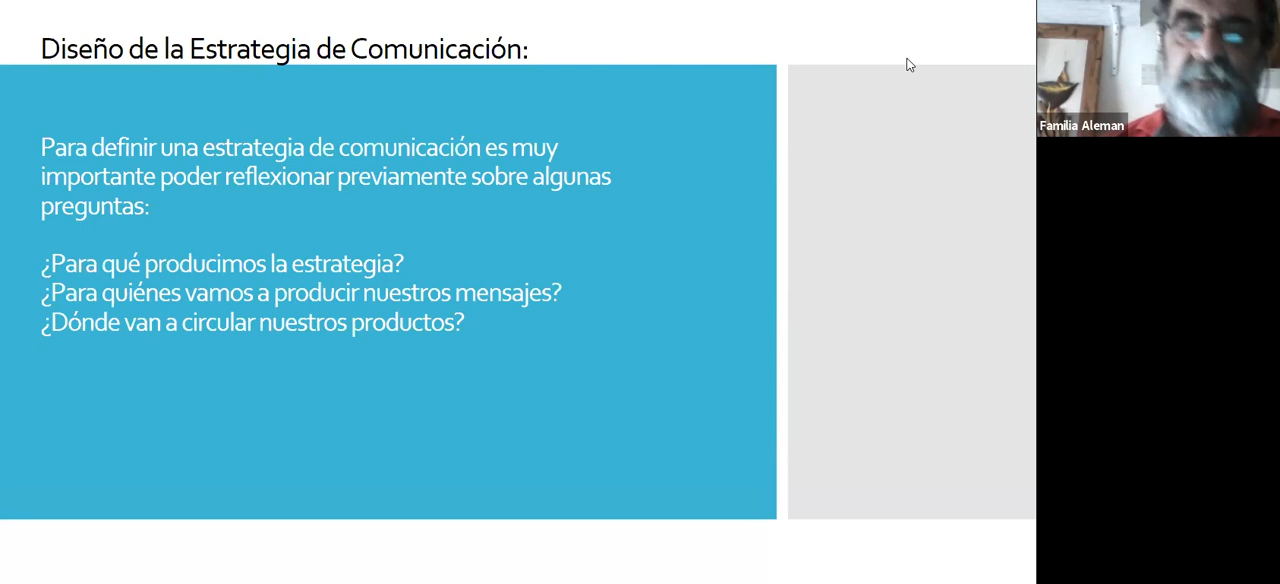 Diseño de la Estrategia de Comunicación:
Para definir una estrategia de comunicación es muy
importante poder reflexionar previamente sobre algunas
preguntas:
¿Para qué producimos la estrategia?
¿Para quiénes vamos a producir nuestros mensajes?
¿Dónde van a circular nuestros productos?
Familia Aleman